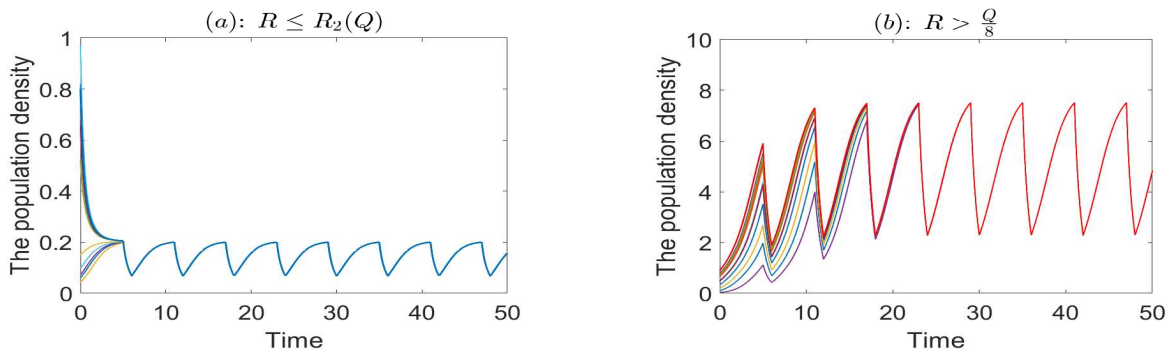 (a): R ≤ R₂(Q)
The population density
1
0.8
0.6
0.4
0.2
0
0 10 20 30 40 50
Time
(b): R > Q/8
The population density
10
8
6
4
2
0
0 10 20 30 40 50
Time